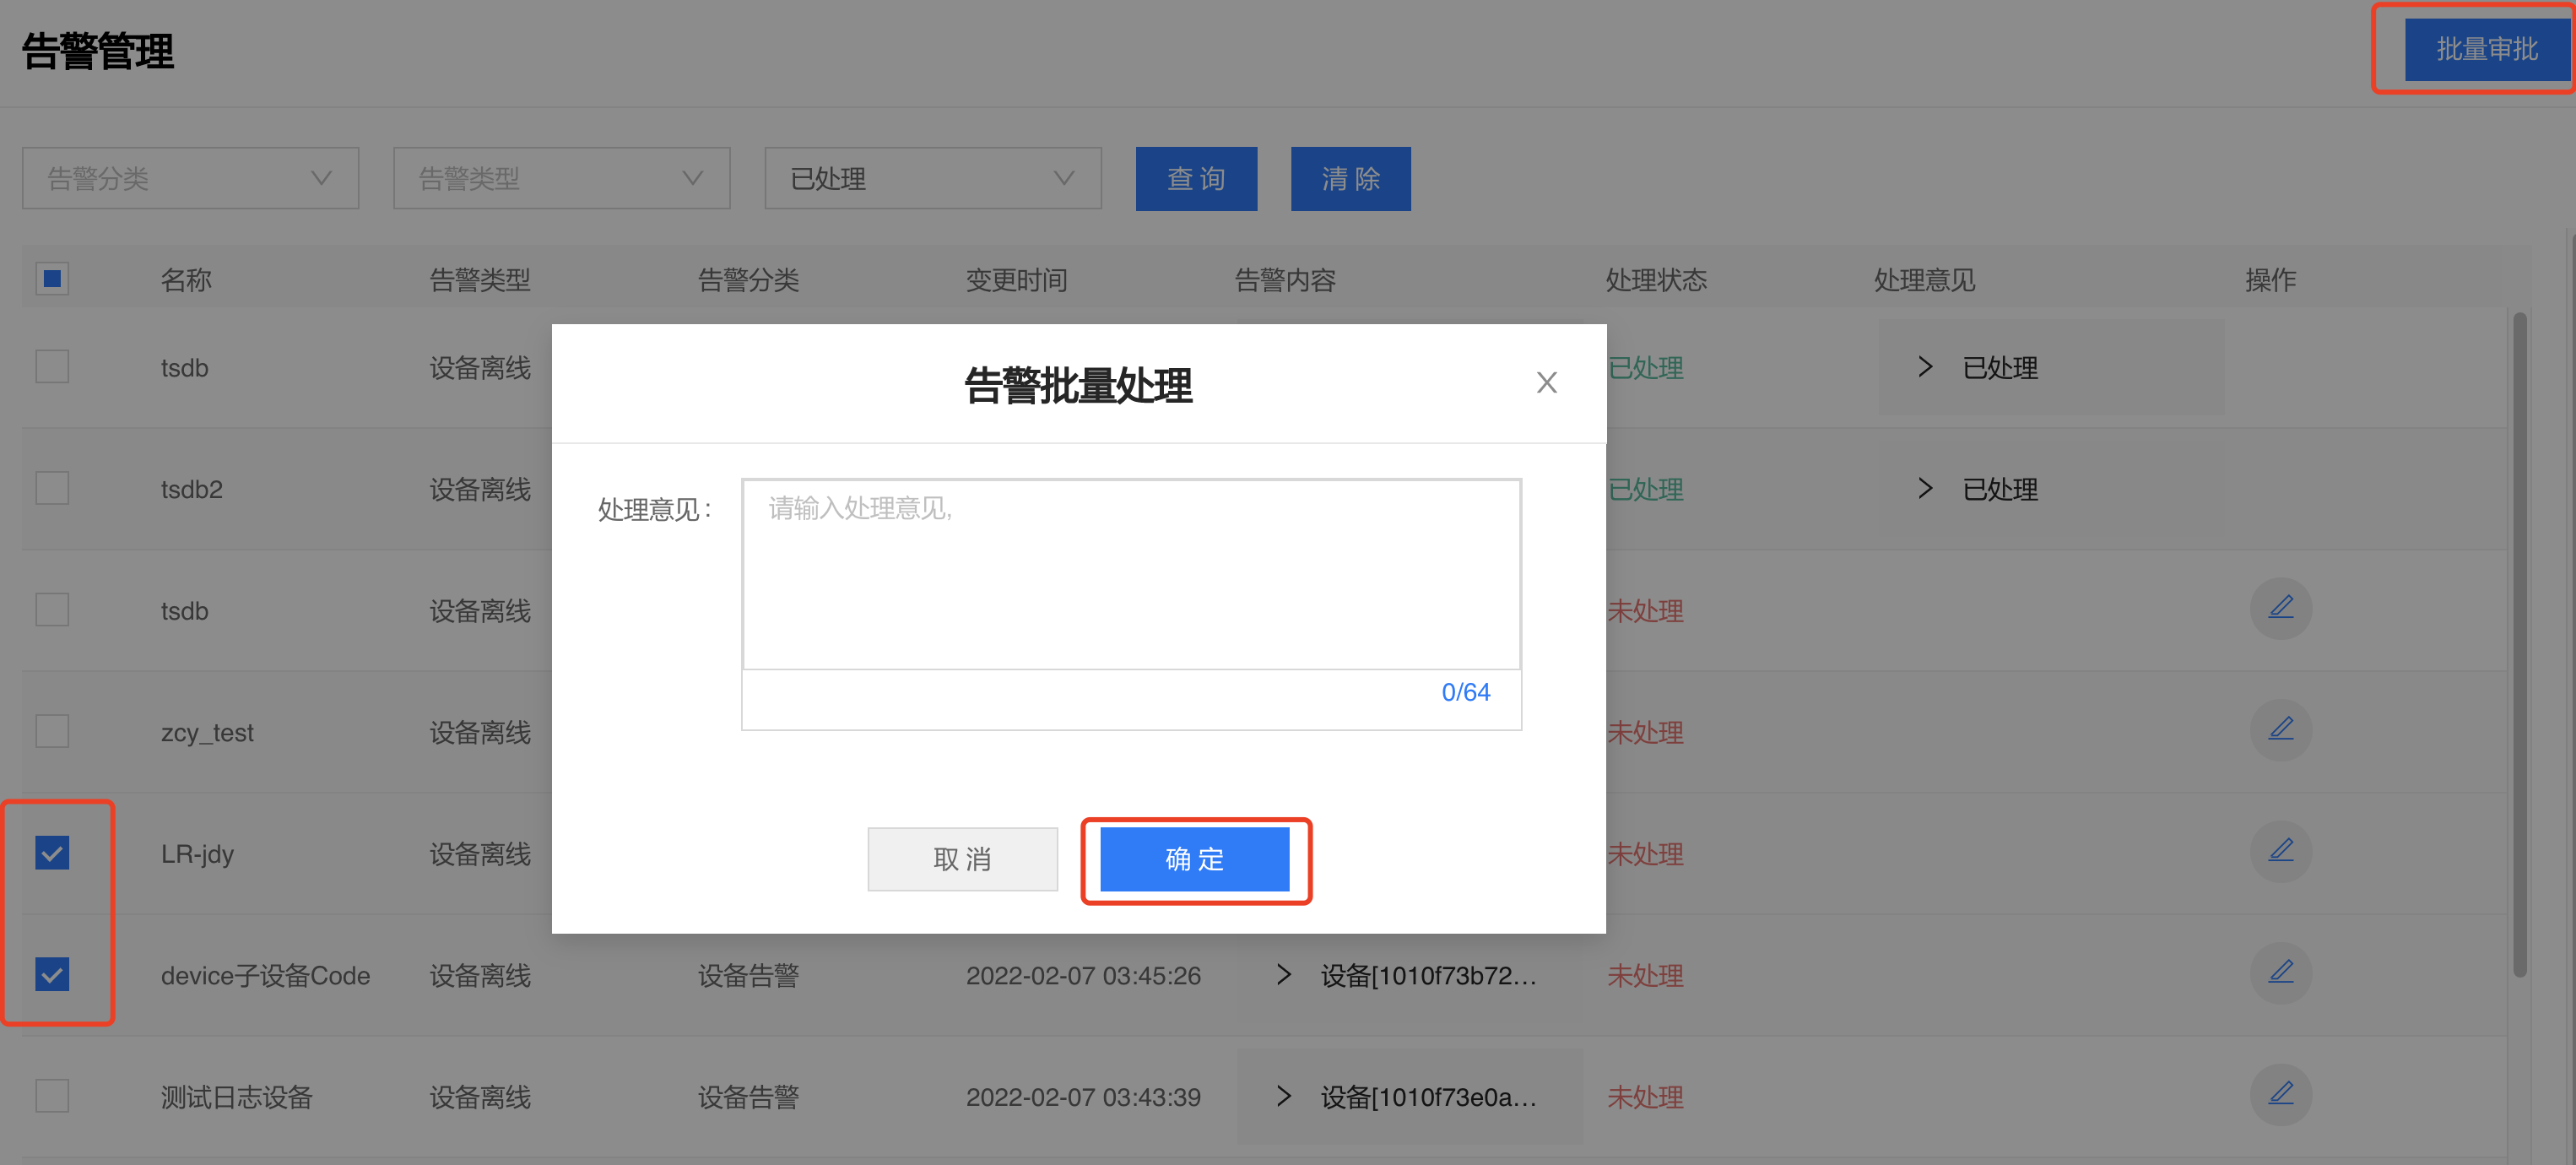 告警管理
批量审批
告警分类
告警类型
已处理
查 询
清 除
名称 告警类型 告警分类 变更时间 告警内容 处理状态 处理意见 操作
tsdb 设备离线 已处理 已处理
tsdb2 设备离线 已处理 已处理
tsdb 设备离线 未处理
zcy_test 设备离线 未处理
LR-jdy 设备离线 未处理
device子设备Code 设备离线 设备告警 2022-02-07 03:45:26 设备[1010f73b72... 未处理
测试日志设备 设备离线 设备告警 2022-02-07 03:43:39 设备[1010f73e0a... 未处理
告警批量处理
处理意见:
请输入处理意见,
0/64
取 消
确 定